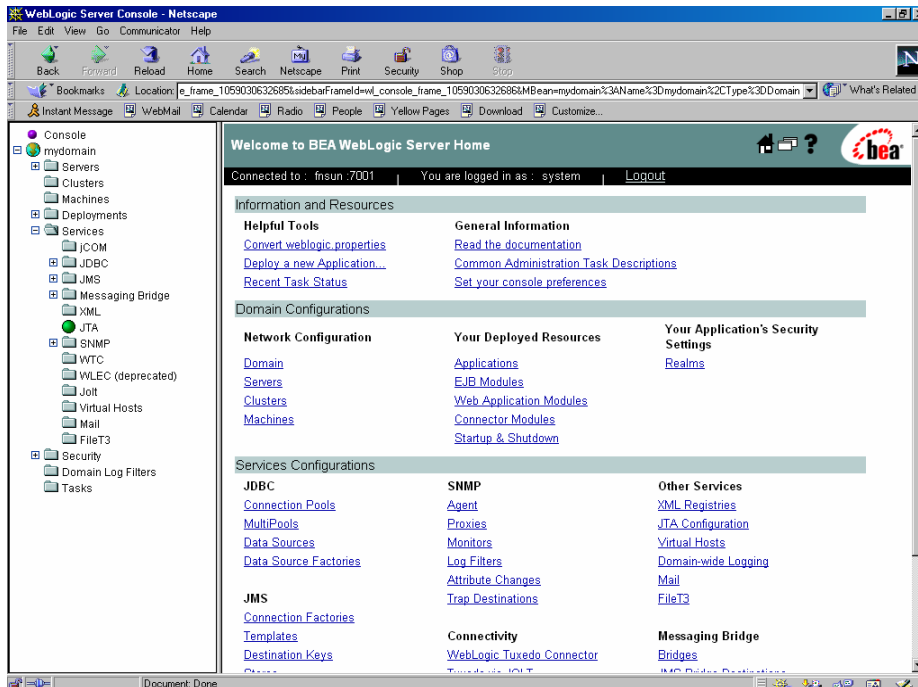 WebLogic Server Console - Netscape
File Edit View Go Communicator Help
Back Forward Reload Home Search Netscape Print Security Shop Stop
Bookmarks Location: e_frame_1059030632685&sidebarFrameId=wl_console_frame_1059030632686&MBean=mydomain%3AName%3Dmydomain%2CType%3DDomain What's Related
Instant Message WebMail Calendar Radio People Yellow Pages Download Customize...
Console
mydomain
Servers
Clusters
Machines
Deployments
Services
jCOM
JDBC
JMS
Messaging Bridge
XML
JTA
SNMP
WTC
WLEC (deprecated)
Jolt
Virtual Hosts
Mail
FileT3
Security
Domain Log Filters
Tasks
Welcome to BEA WebLogic Server Home
bea
Connected to : fnsun :7001 | You are logged in as : system | Logout
Information and Resources
Helpful Tools General Information
Convert weblogic.properties Read the documentation
Deploy a new Application... Common Administration Task Descriptions
Recent Task Status Set your console preferences
Domain Configurations
Network Configuration Your Deployed Resources Your Application's Security
Settings
Domain Applications Realms
Servers EJB Modules
Clusters Web Application Modules
Machines Connector Modules
Startup & Shutdown
Services Configurations
JDBC SNMP Other Services
Connection Pools Agent XML Registries
MultiPools Proxies JTA Configuration
Data Sources Monitors Virtual Hosts
Data Source Factories Log Filters Domain-wide Logging
Attribute Changes Mail
JMS Trap Destinations FileT3
Connection Factories
Templates Connectivity Messaging Bridge
Destination Keys WebLogic Tuxedo Connector Bridges
Stores Tuxedo via JOLT JMS Bridge Destinations
Document: Done